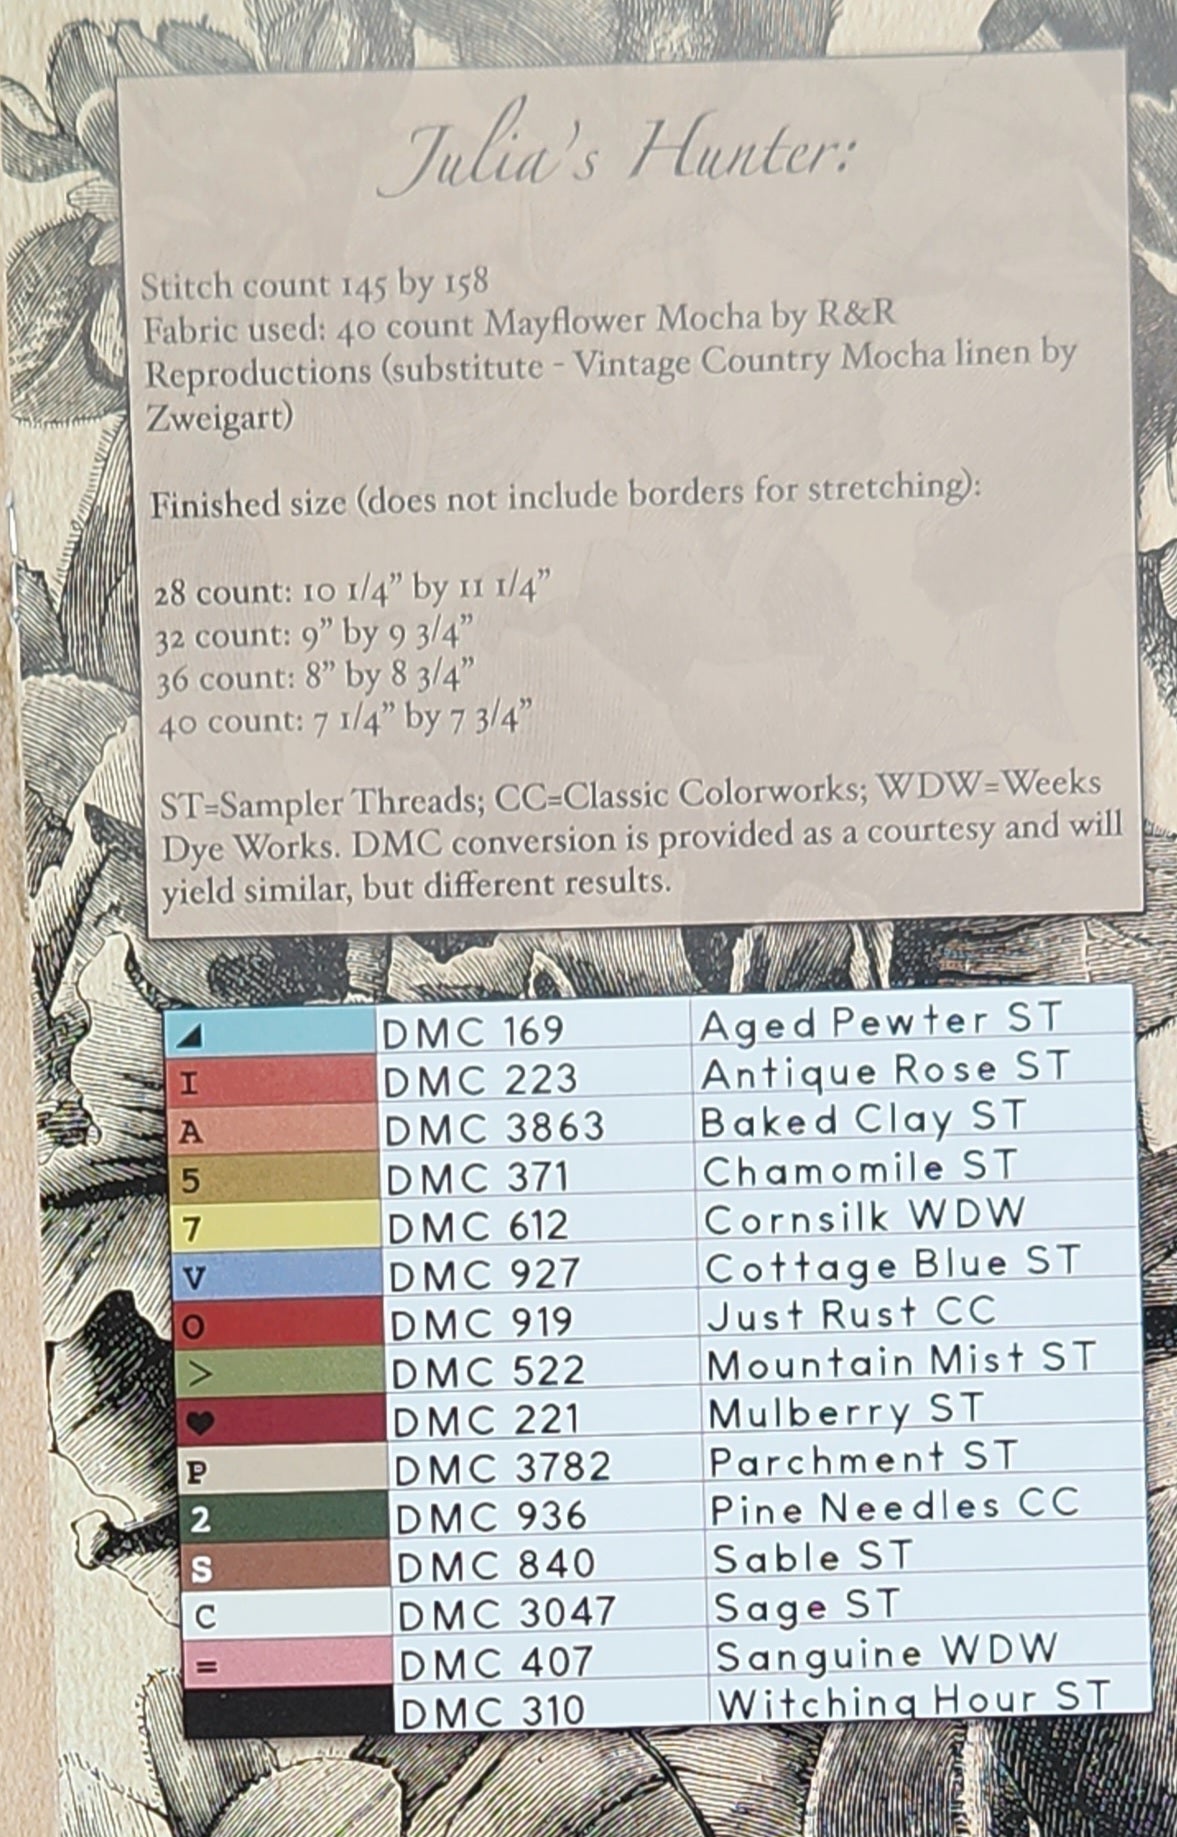 Julia's Hunter:
Stitch count 145 by 158
Fabric used: 40 count Mayflower Mocha by R&R
Reproductions (substitute - Vintage Country Mocha linen by
Zweigart)
Finished size (does not include borders for stretching):
28 count: 10 1/4” by 11 1/4”
32 count: 9” by 9 3/4”
36 count: 8” by 8 3/4”
40 count: 7 1/4” by 7 3/4”
ST=Sampler Threads; CC=Classic Colorworks; WDW=Weeks
Dye Works. DMC conversion is provided as a courtesy and will
yield similar, but different results.
◢ DMC 169 Aged Pewter ST
I DMC 223 Antique Rose ST
A DMC 3863 Baked Clay ST
5 DMC 371 Chamomile ST
7 DMC 612 Cornsilk WDW
V DMC 927 Cottage Blue ST
O DMC 919 Just Rust CC
> DMC 522 Mountain Mist ST
♥ DMC 221 Mulberry ST
P DMC 3782 Parchment ST
2 DMC 936 Pine Needles CC
S DMC 840 Sable ST
C DMC 3047 Sage ST
= DMC 407 Sanguine WDW
DMC 310 Witching Hour ST